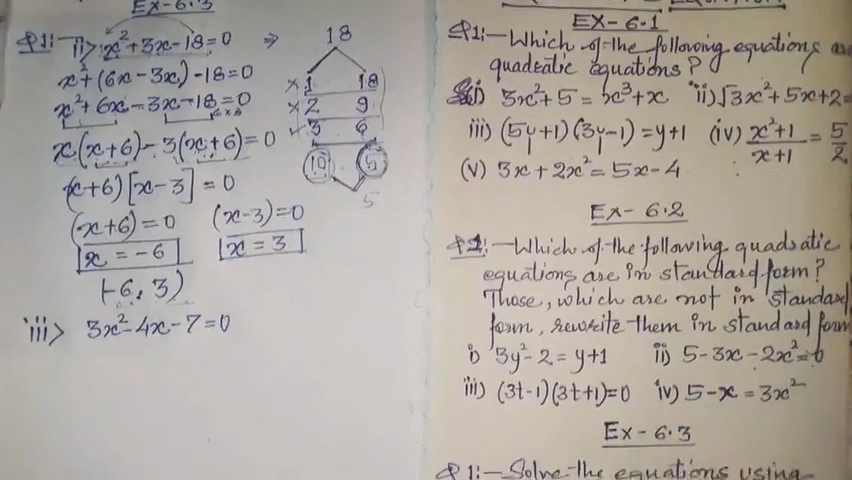 EX-6.3
Q1:- ii> x²+3x-18=0 ⇒
x²+(6x-3x)-18=0
x²+6x-3x-18=0
6×3
x(x+6)-3(x+6)=0
(x+6)[x-3]=0
(x+6)=0 (x-3)=0
x=-6 x=3
(-6,3)
iii> 3x²-4x-7=0
18
× 1 18
× 2 9
✓ 3 6
5
EX-6.1
Q1:- Which of the following equations are
quadratic equations?
i) 3x²+5=x³+x ii) √3x²+5x+2=
iii) (5y+1)(3y-1)=y+1 (iv) x²+1/x+1=5/2
(v) 3x+2x²=5x-4
EX-6.2
Q1:- Which of the following quadratic
equations are in standard form?
Those, which are not in standard
form, rewrite them in standard form
i) 3y²-2=y+1 ii) 5-3x-2x²=0
iii) (3t-1)(3t+1)=0 iv) 5-x=3x²
EX-6.3
Q1:- Solve the equations using